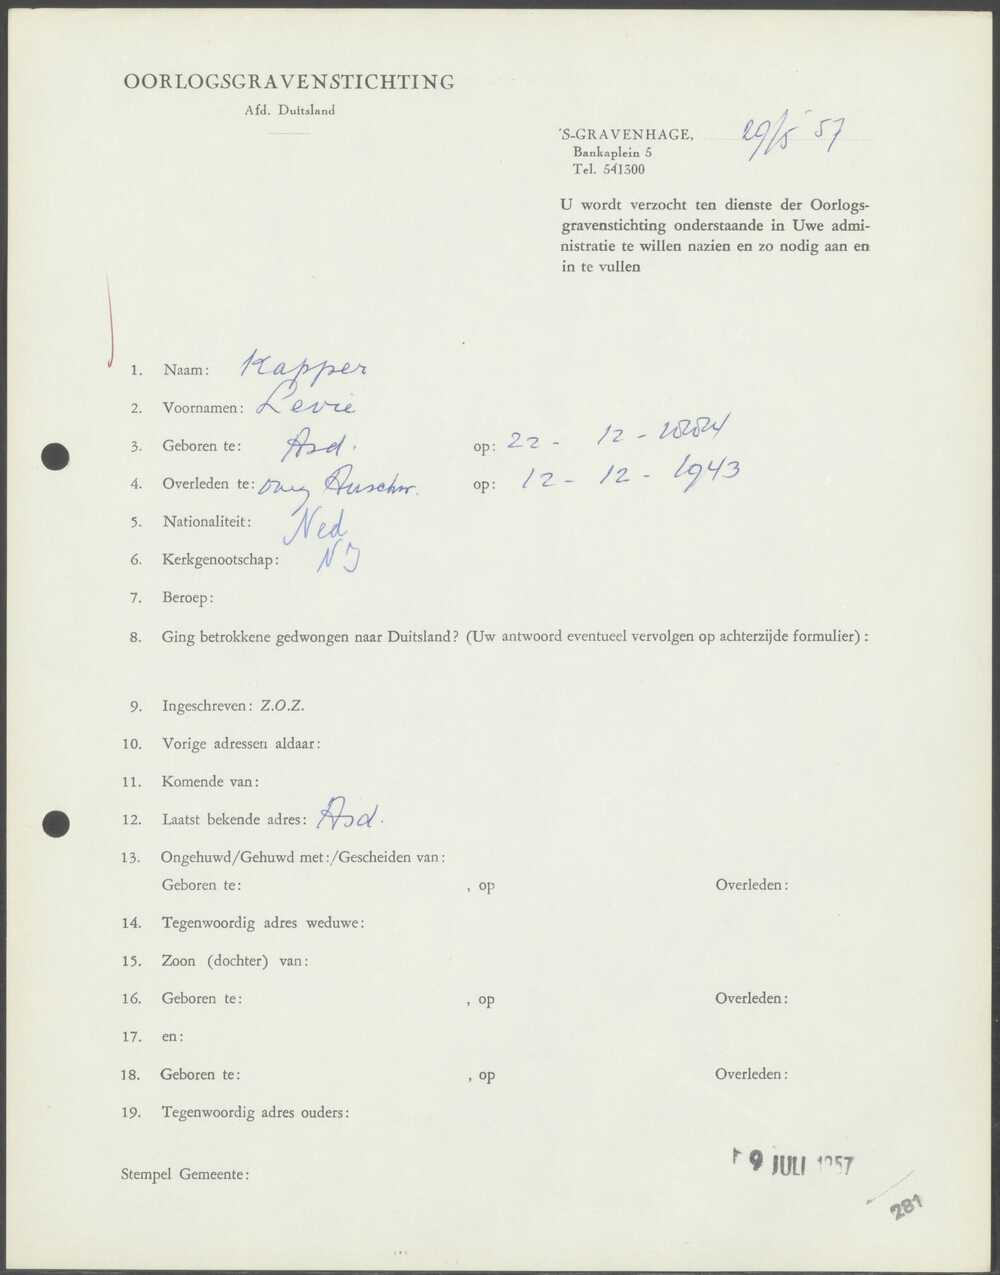 OORLOGSGRAVENSTICHTING
Afd. Duitsland
'S-GRAVENHAGE, 29/5 '57
Bankaplein 5
Tel. 541300
U wordt verzocht ten dienste der Oorlogs-
gravenstichting onderstaande in Uwe admi-
nistratie te willen nazien en zo nodig aan en
in te vullen
1. Naam: Kapper
2. Voornamen: Levie
3. Geboren te: Asd. op: 22 - 12 - 1884
4. Overleden te: omg Auschw. op: 12 - 12 - 1943
5. Nationaliteit: Ned
6. Kerkgenootschap: NI
7. Beroep:
8. Ging betrokkene gedwongen naar Duitsland? (Uw antwoord eventueel vervolgen op achterzijde formulier):
9. Ingeschreven: Z.O.Z.
10. Vorige adressen aldaar:
11. Komende van:
12. Laatst bekende adres: Asd.
13. Ongehuwd/Gehuwd met:/Gescheiden van:
Geboren te: , op Overleden:
14. Tegenwoordig adres weduwe:
15. Zoon (dochter) van:
16. Geboren te: , op Overleden:
17. en:
18. Geboren te: , op Overleden:
19. Tegenwoordig adres ouders:
Stempel Gemeente:
9 JULI 1957
281